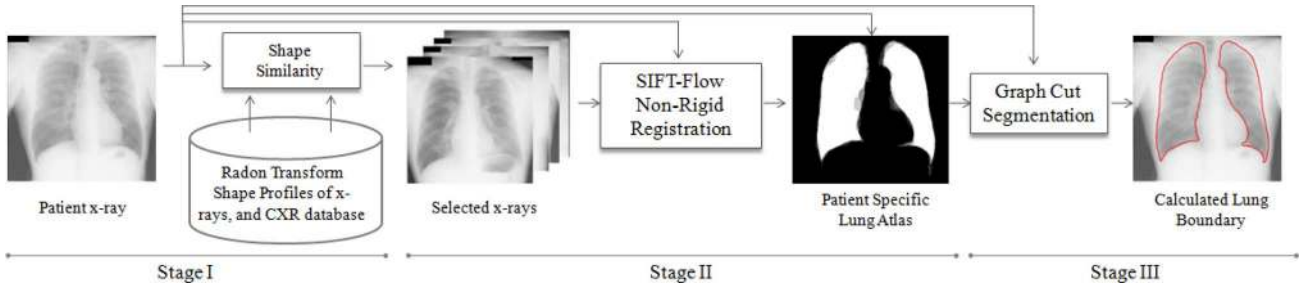 Patient x-ray
Shape
Similarity
Radon Transform
Shape Profiles of x-
rays, and CXR database
Selected x-rays
SIFT-Flow
Non-Rigid
Registration
Patient Specific
Lung Atlas
Graph Cut
Segmentation
Calculated Lung
Boundary
Stage I
Stage II
Stage III